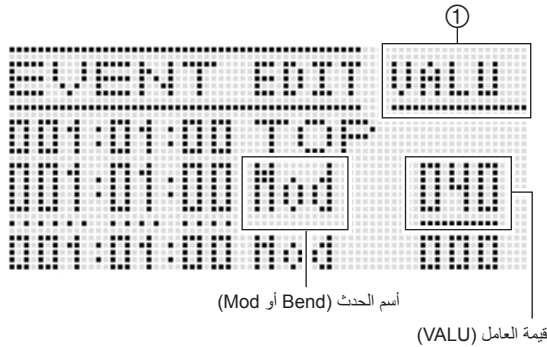 ①
EVENT EDIT VALU
001:01:00 TOP
001:01:00 Mod 040
001:01:00 Mod 000
أسم الحدث (Bend أو Mod)
قيمة العامل (VALU)